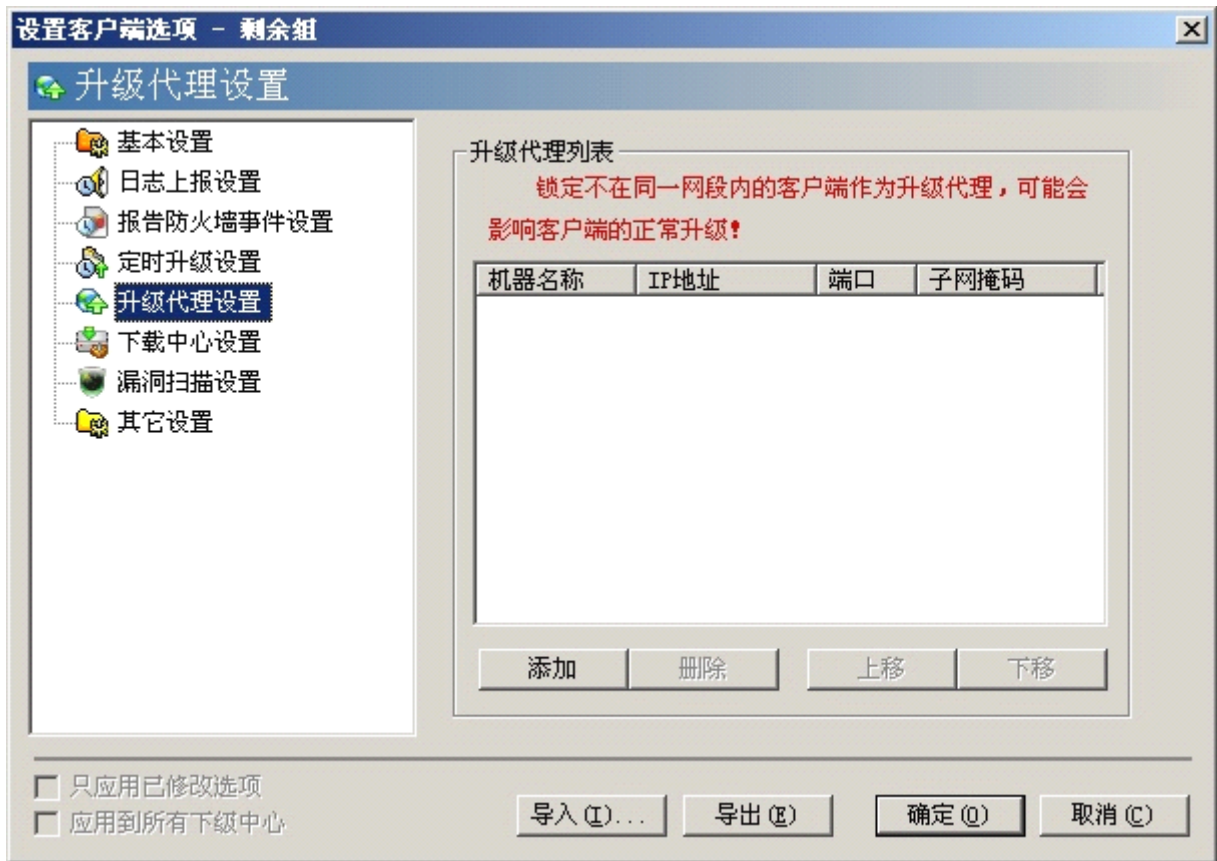 设置客户端选项 - 剩余组
升级代理设置
基本设置
日志上报设置
报告防火墙事件设置
定时升级设置
升级代理设置
下载中心设置
漏洞扫描设置
其它设置
升级代理列表
锁定不在同一网段内的客户端作为升级代理，可能会
影响客户端的正常升级！
机器名称 IP地址 端口 子网掩码
添加 删除 上移 下移
只应用已修改选项
应用到所有下级中心
导入(I)... 导出(E) 确定(O) 取消(C)